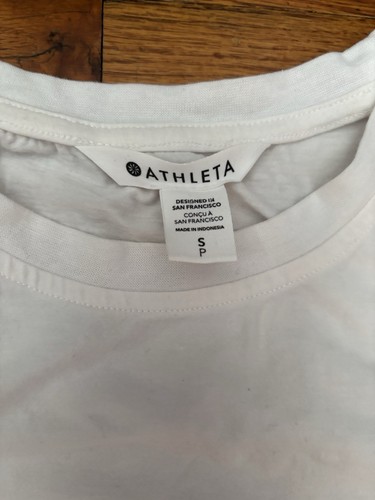 ATHLETA
DESIGNED IN
SAN FRANCISCO
CONÇU À
SAN FRANCISCO
MADE IN INDONESIA
S
P